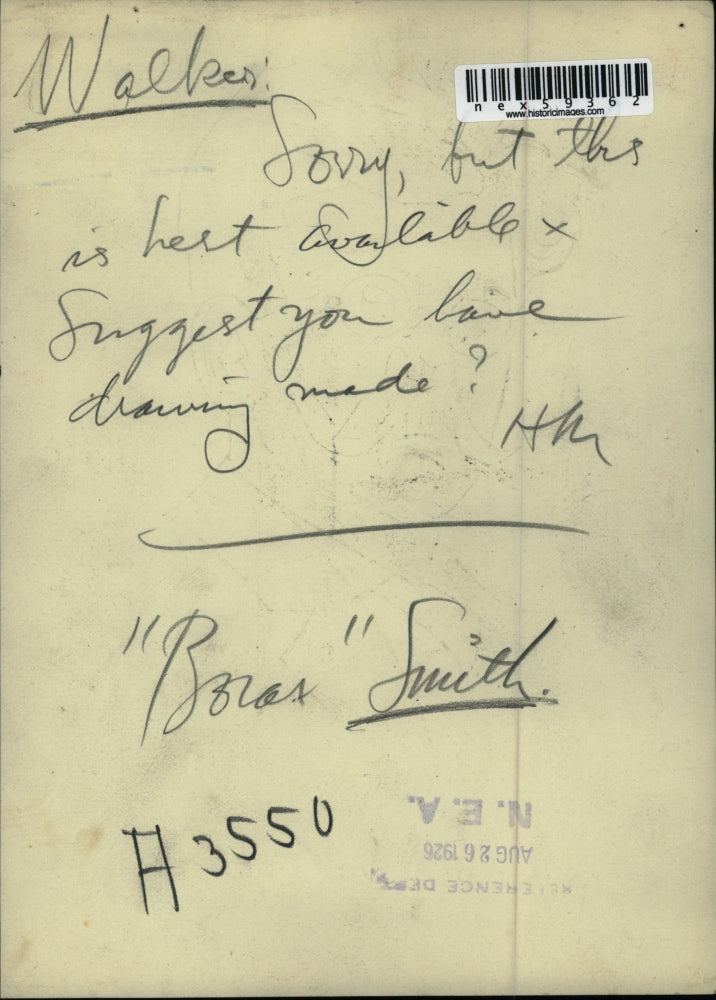 Walker:
nex59362
www.historicimages.com
Sorry, but this
is best available x
Suggest you have
drawing made?
"Borax" Smith.
H3550
N.E.A.
AUG 26 1926
REFERENCE DEPT.